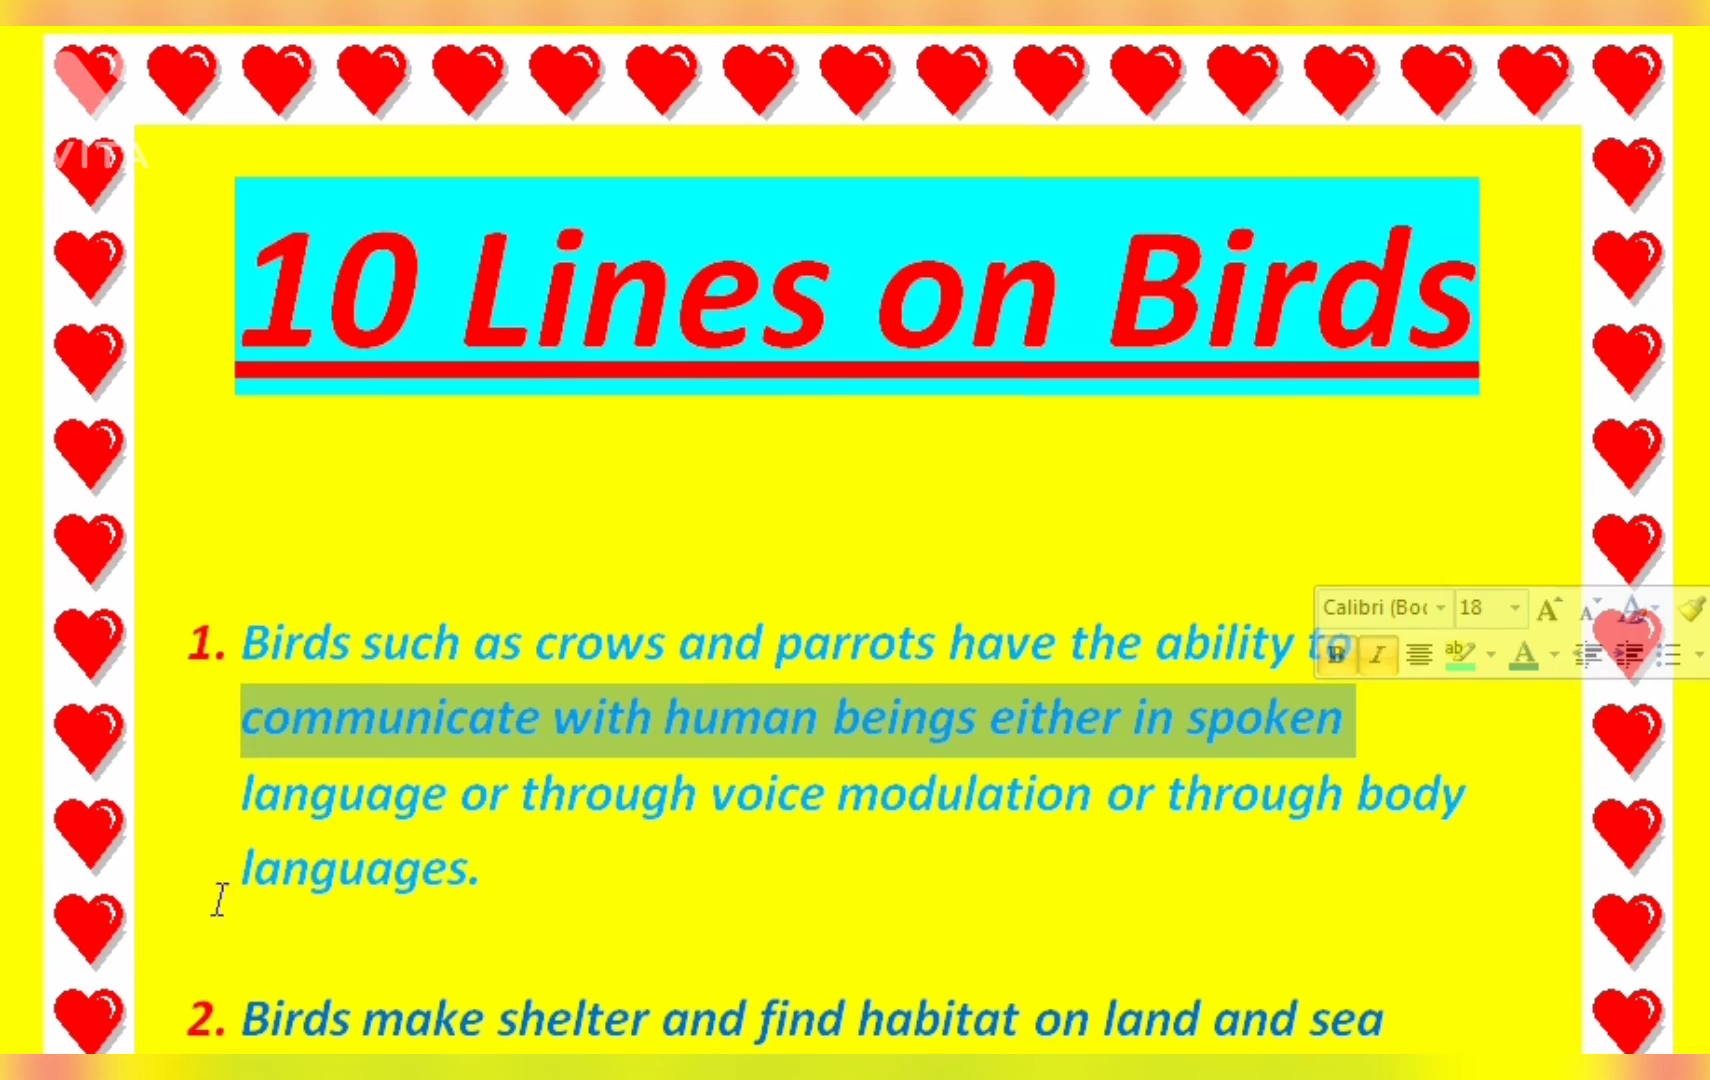 VITA
10 Lines on Birds
Calibri (Boc 18
1. Birds such as crows and parrots have the ability to
communicate with human beings either in spoken
language or through voice modulation or through body
languages.
2. Birds make shelter and find habitat on land and sea